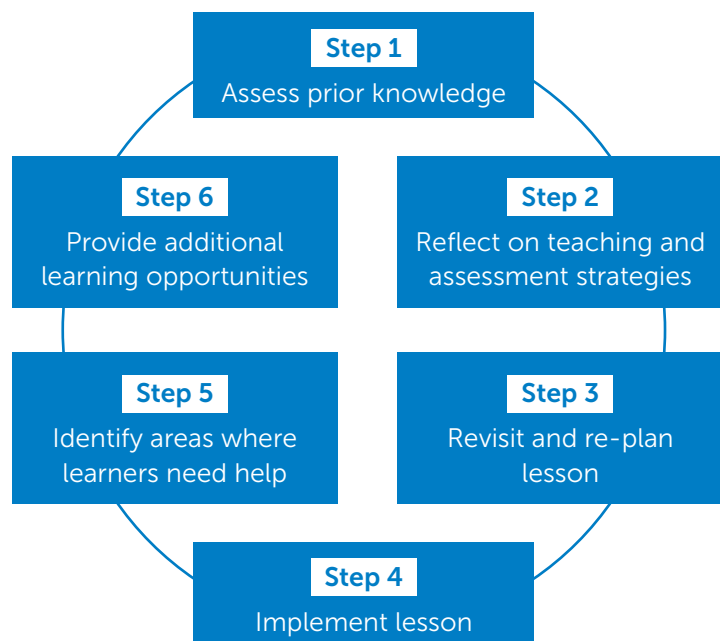 Step 1
Assess prior knowledge
Step 2
Reflect on teaching and
assessment strategies
Step 3
Revisit and re-plan
lesson
Step 4
Implement lesson
Step 5
Identify areas where
learners need help
Step 6
Provide additional
learning opportunities